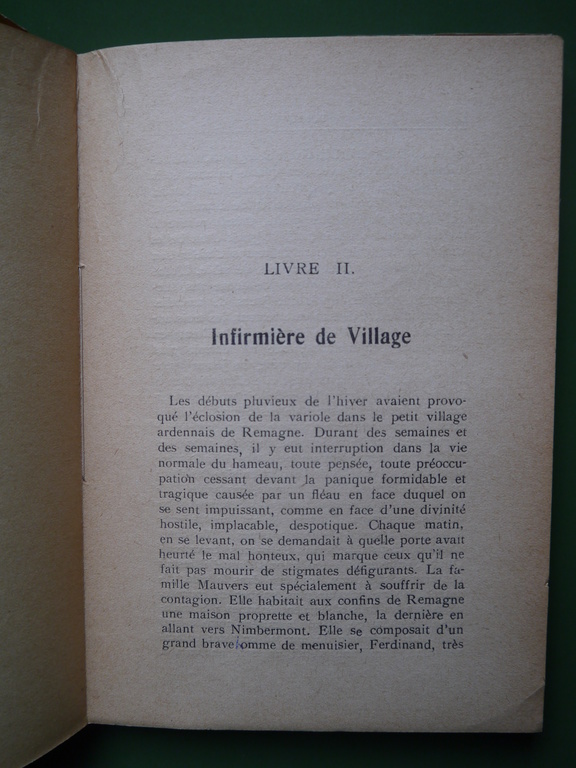 LIVRE II.
Infirmière de Village
Les débuts pluvieux de l'hiver avaient provo-
qué l'éclosion de la variole dans le petit village
ardennais de Remagne. Durant des semaines et
des semaines, il y eut interruption dans la vie
normale du hameau, toute pensée, toute préoccu-
pation cessant devant la panique formidable et
tragique causée par un fléau en face duquel on
se sent impuissant, comme en face d'une divinité
hostile, implacable, despotique. Chaque matin,
en se levant, on se demandait à quelle porte avait
heurté le mal honteux, qui marque ceux qu'il ne
fait pas mourir de stigmates défigurants. La fa-
mille Mauvers eut spécialement à souffrir de la
contagion. Elle habitait aux confins de Remagne
une maison proprette et blanche, la dernière en
allant vers Nimbermont. Elle se composait d'un
grand brave omme de menuisier, Ferdinand, très